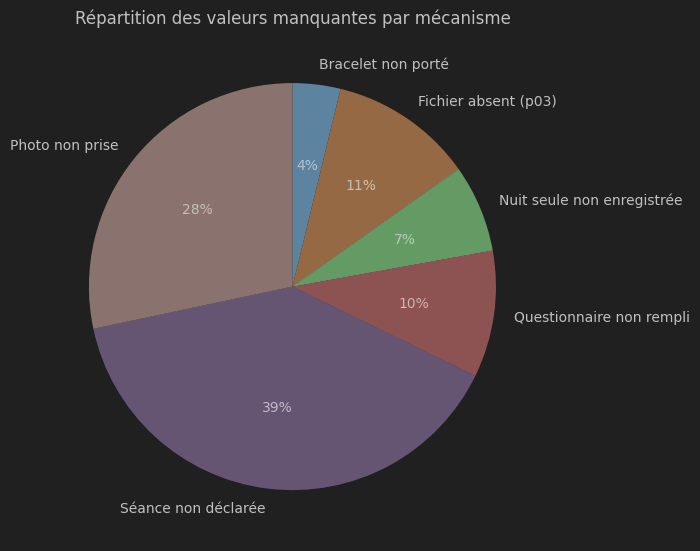 Répartition des valeurs manquantes par mécanisme
Bracelet non porté
Fichier absent (p03)
Photo non prise
4%
11%
28%
Nuit seule non enregistrée
7%
10%
Questionnaire non rempli
39%
Séance non déclarée